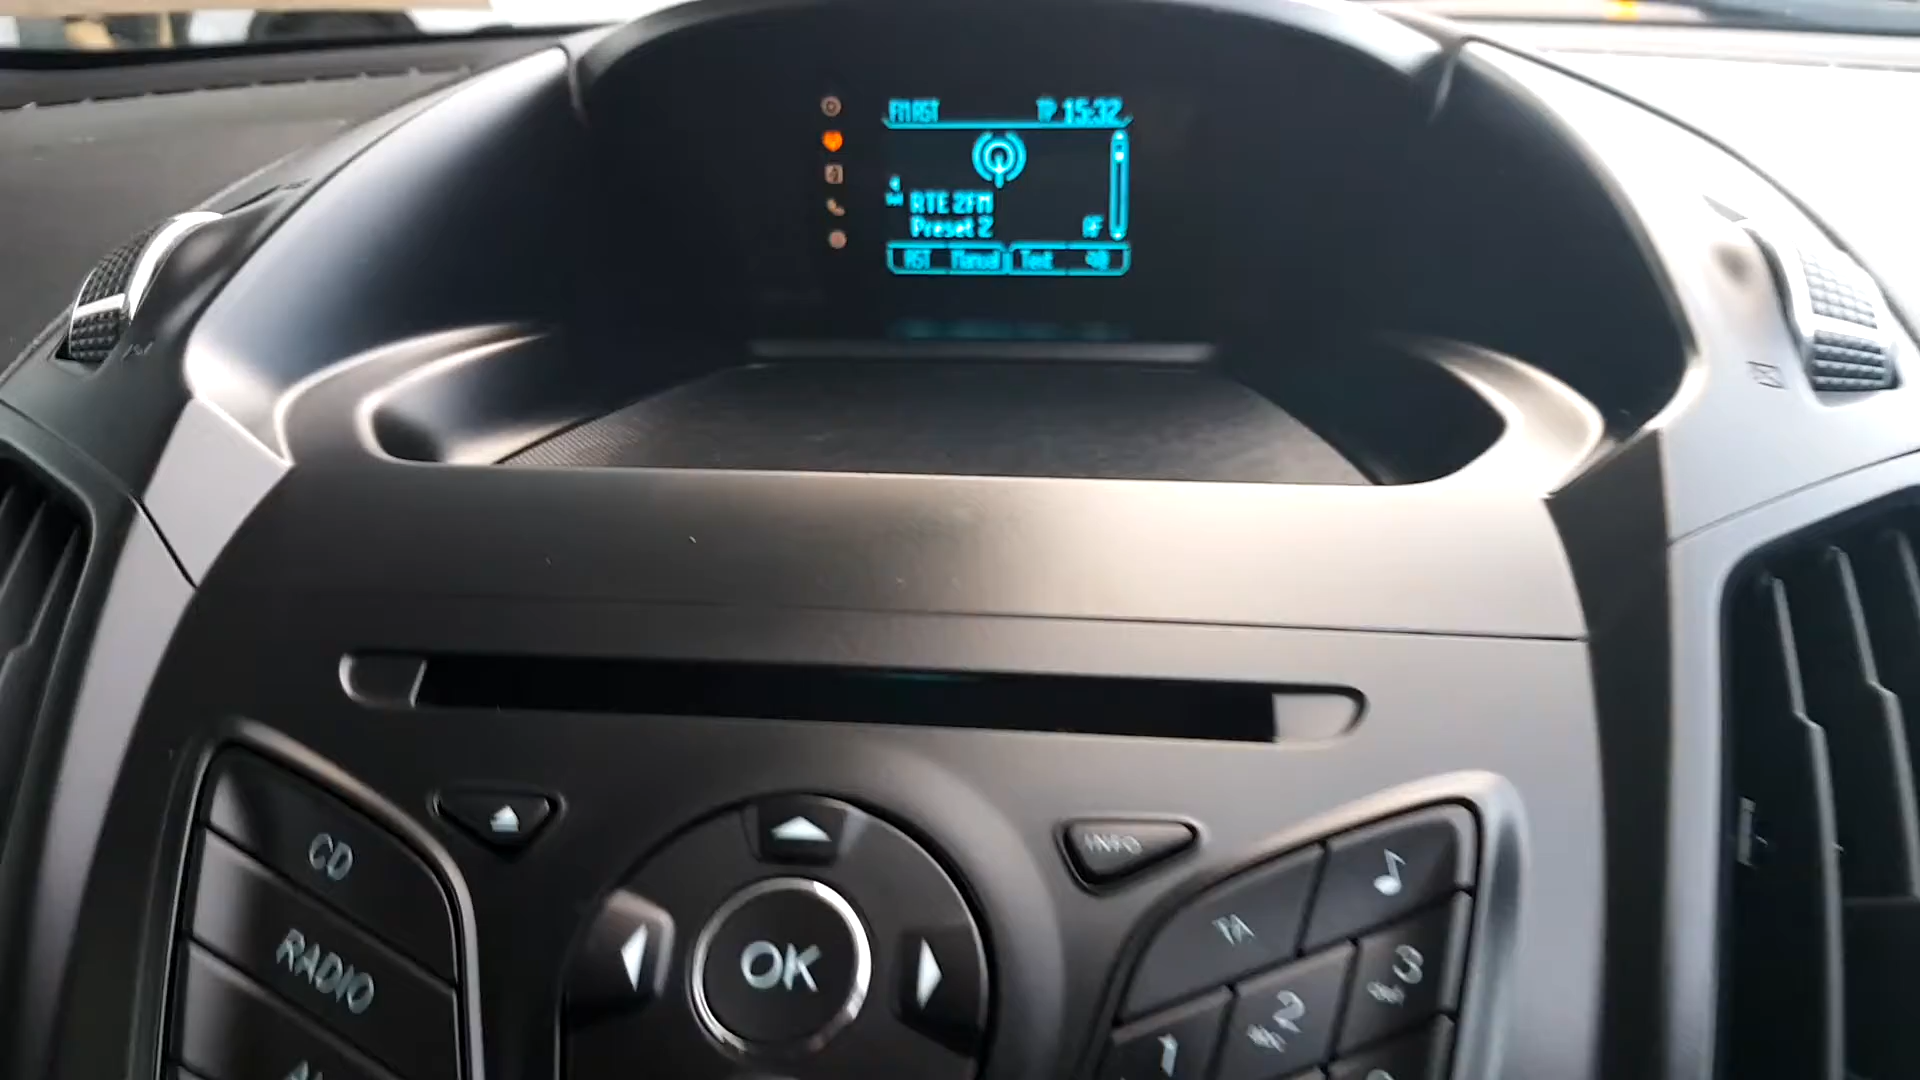 FM AST TP 15:32
RTE 2FM
Preset 2 AF
AST Manual Text
CD
RADIO
INFO
OK
TA
1
2
3